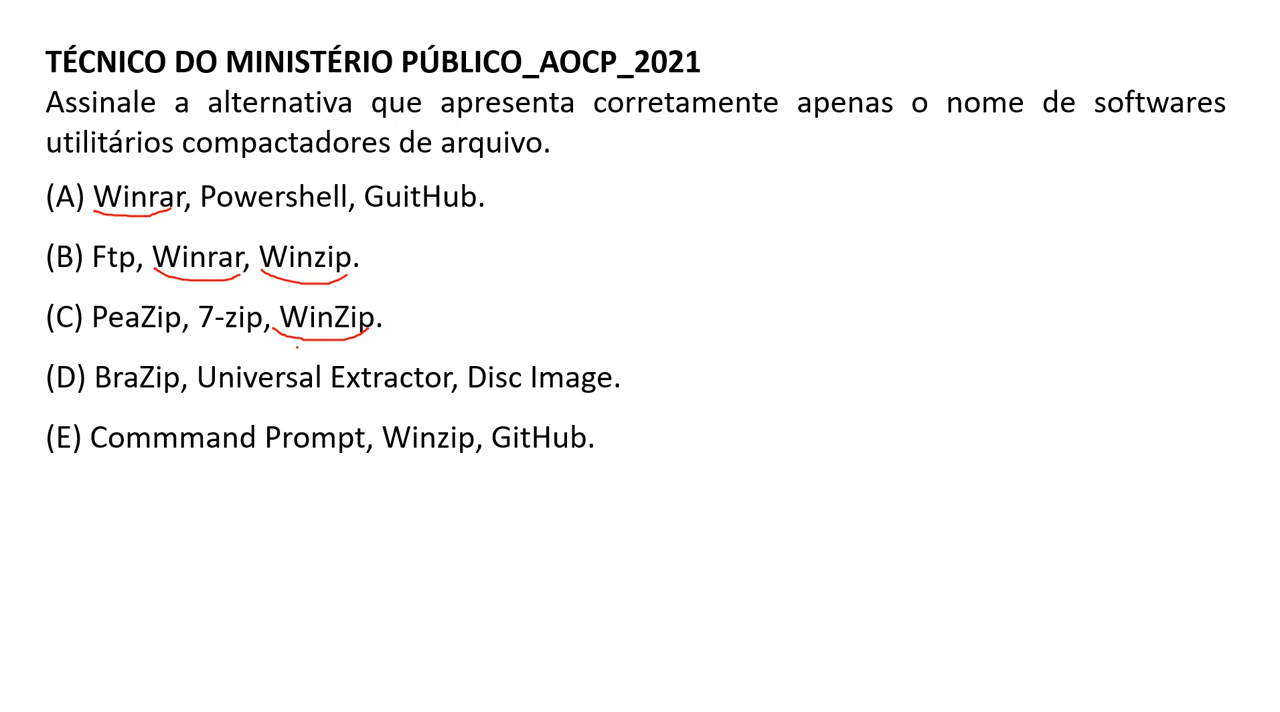 TÉCNICO DO MINISTÉRIO PÚBLICO_AOCP_2021
Assinale a alternativa que apresenta corretamente apenas o nome de softwares
utilitários compactadores de arquivo.
(A) Winrar, Powershell, GuitHub.
(B) Ftp, Winrar, Winzip.
(C) PeaZip, 7-zip, WinZip.
(D) BraZip, Universal Extractor, Disc Image.
(E) Commmand Prompt, Winzip, GitHub.